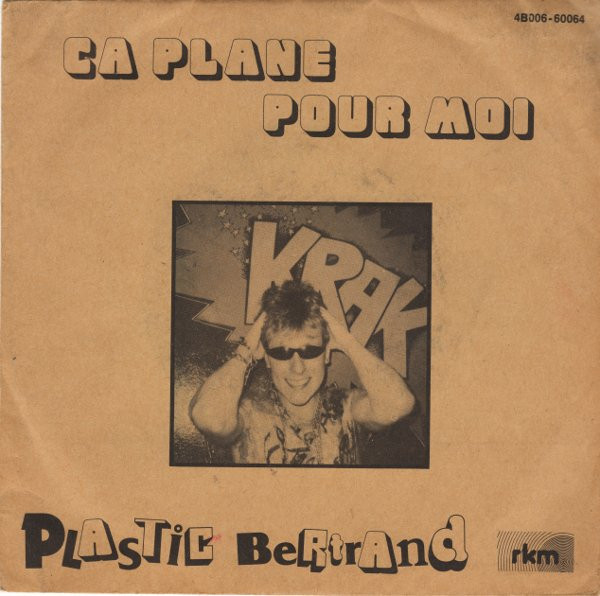 4B006-60064
CA PLANE
POUR MOI
KRAK
PLASTiC BeRtRAnd
rkm